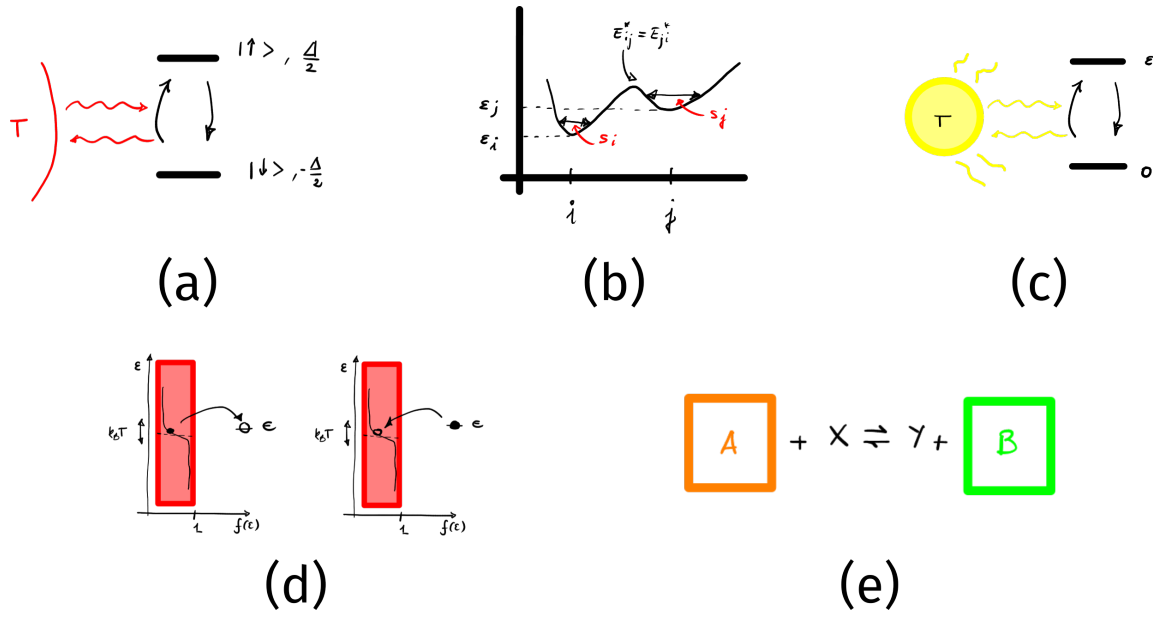 |↑>, Δ/2
T
|↓>, -Δ/2
(a)
E*ij = E*ji
εj
εi
si
sj
i
j
(b)
T
ε
0
(c)
ε
kBT
ϵ
1
f(ε)
ε
kBT
ϵ
1
f(ε)
(d)
A + X ⇌ Y + B
(e)